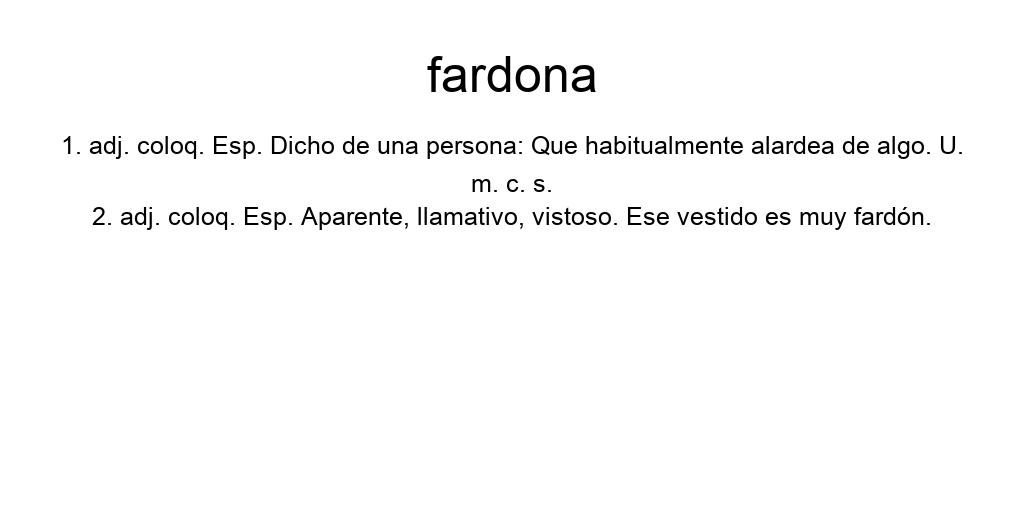 fardona
1. adj. coloq. Esp. Dicho de una persona: Que habitualmente alardea de algo. U.
m. c. s.
2. adj. coloq. Esp. Aparente, llamativo, vistoso. Ese vestido es muy fardón.